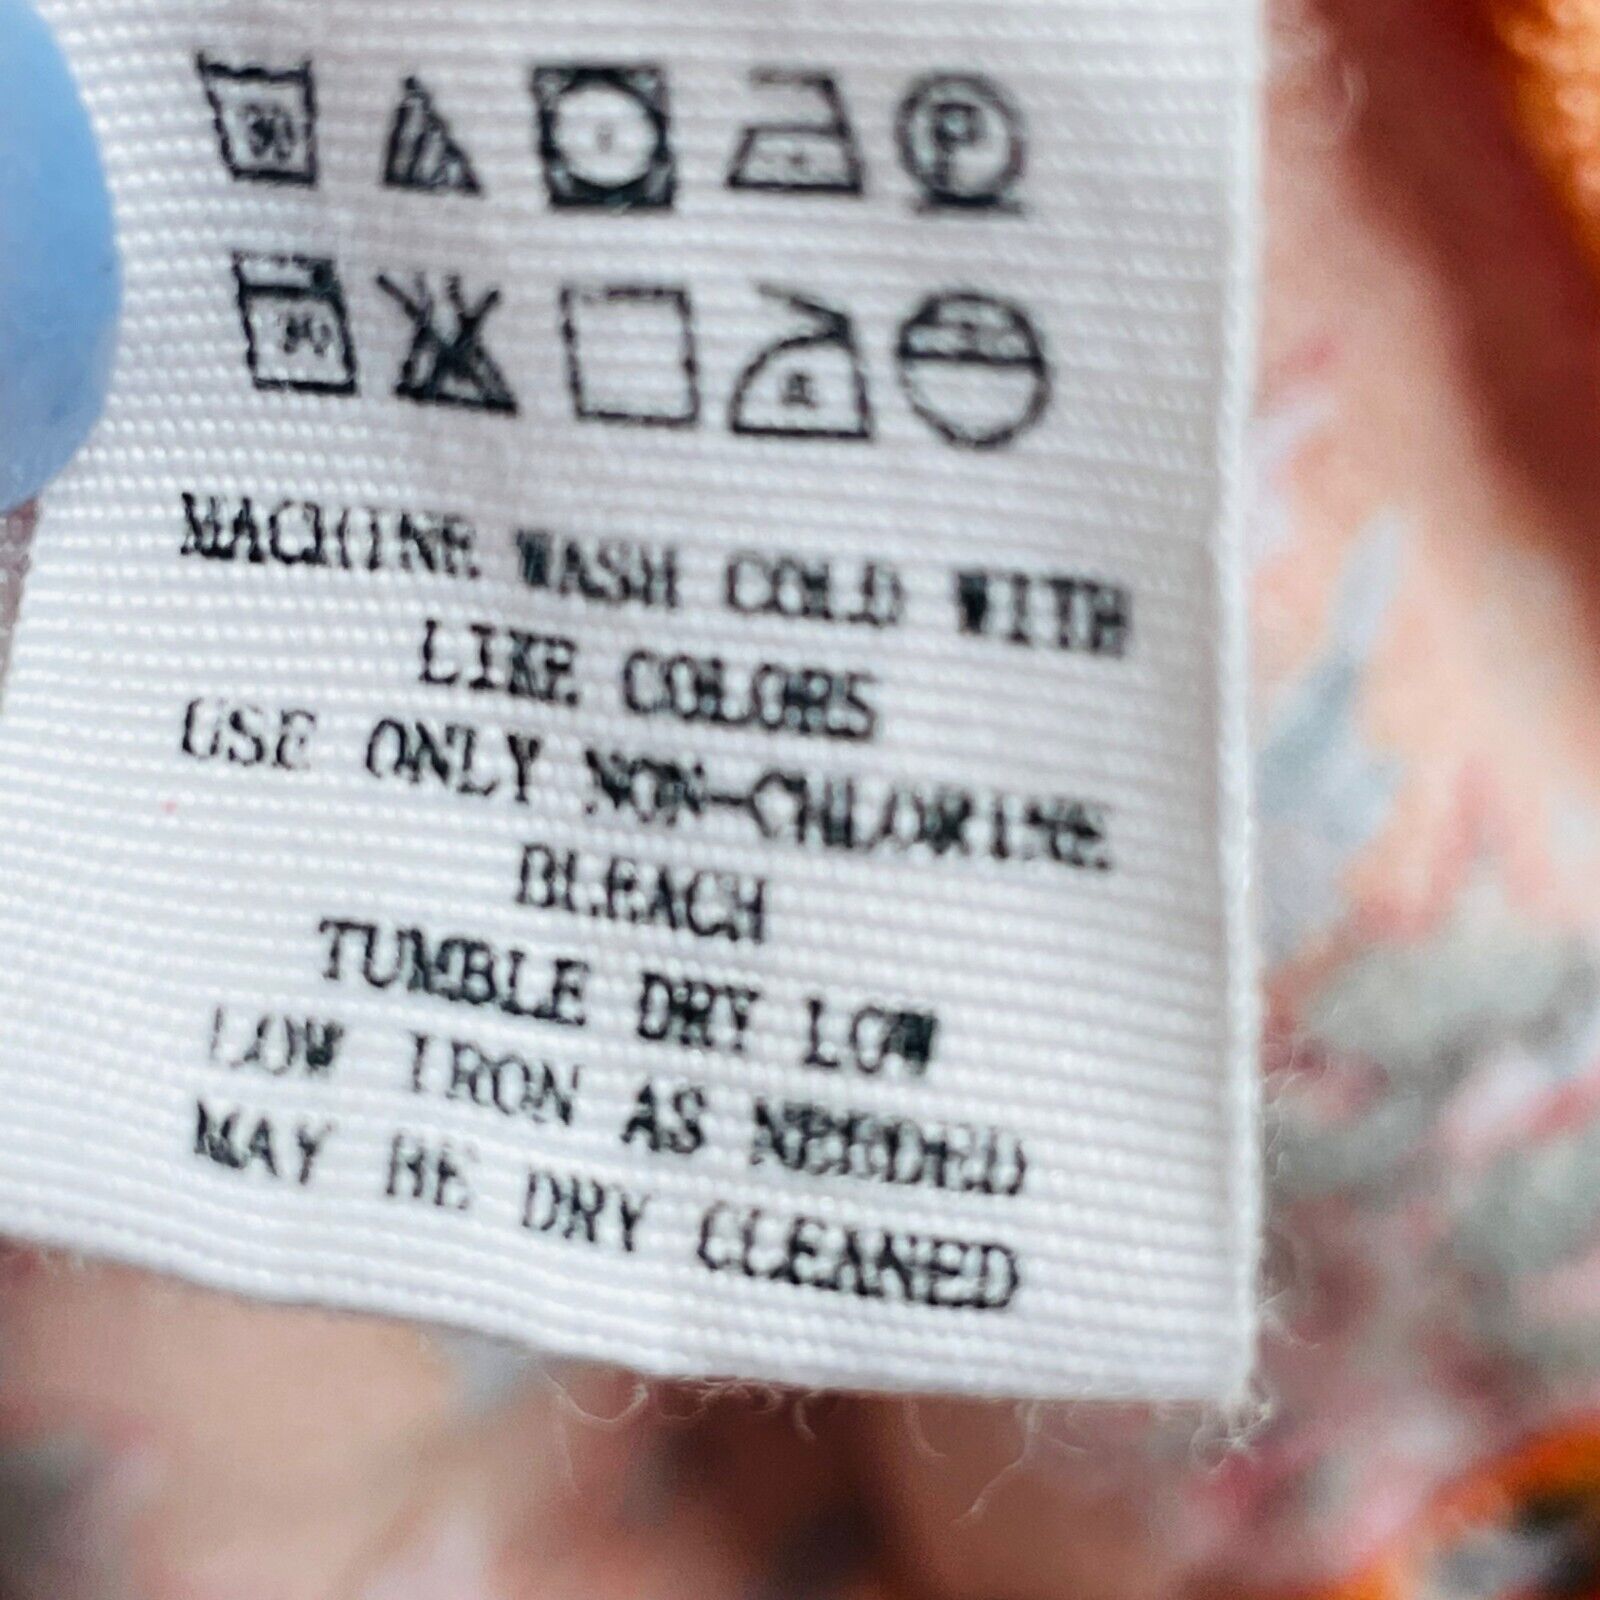 30
P
MACHINE WASH COLD WITH
LIKE COLORS
USE ONLY NON-CHLORINE
BLEACH
TUMBLE DRY LOW
LOW IRON AS NEEDED
MAY BE DRY CLEANED